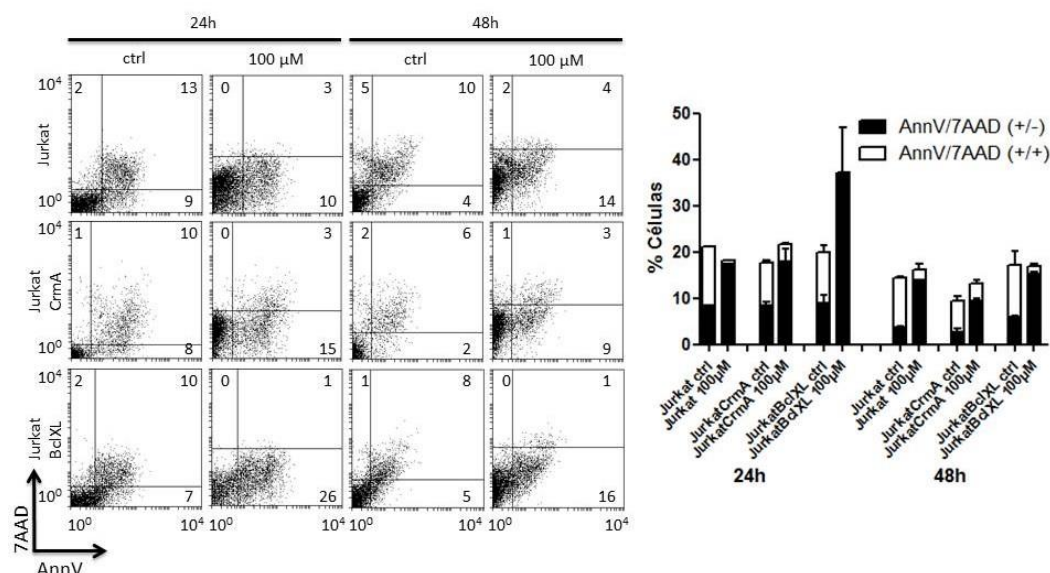 24h 48h
ctrl 100 µM ctrl 100 µM
10⁴ 2 13 0 3 5 10 2 4
Jurkat
10⁰ 9 10 4 14
10⁴ 1 10 0 3 2 6 1 3
Jurkat CrmA
10⁰ 8 15 2 9
2 10 0 1 1 8 0 1
Jurkat BclXL
10⁰ 7 26 5 16
10⁰ 10⁴ 10⁰ 10⁴ 10⁰ 10⁴ 10⁰ 10⁴
7AAD
AnnV
AnnV/7AAD (+/-)
AnnV/7AAD (+/+)
% Células
50
40
30
20
10
0
Jurkat ctrl
Jurkat 100µM
JurkatCrmA ctrl
JurkatCrmA 100µM
JurkatBclXL ctrl
JurkatBclXL 100µM
Jurkat ctrl
Jurkat 100µM
JurkatCrmA ctrl
JurkatCrmA 100µM
JurkatBclXL ctrl
JurkatBclXL 100µM
24h 48h